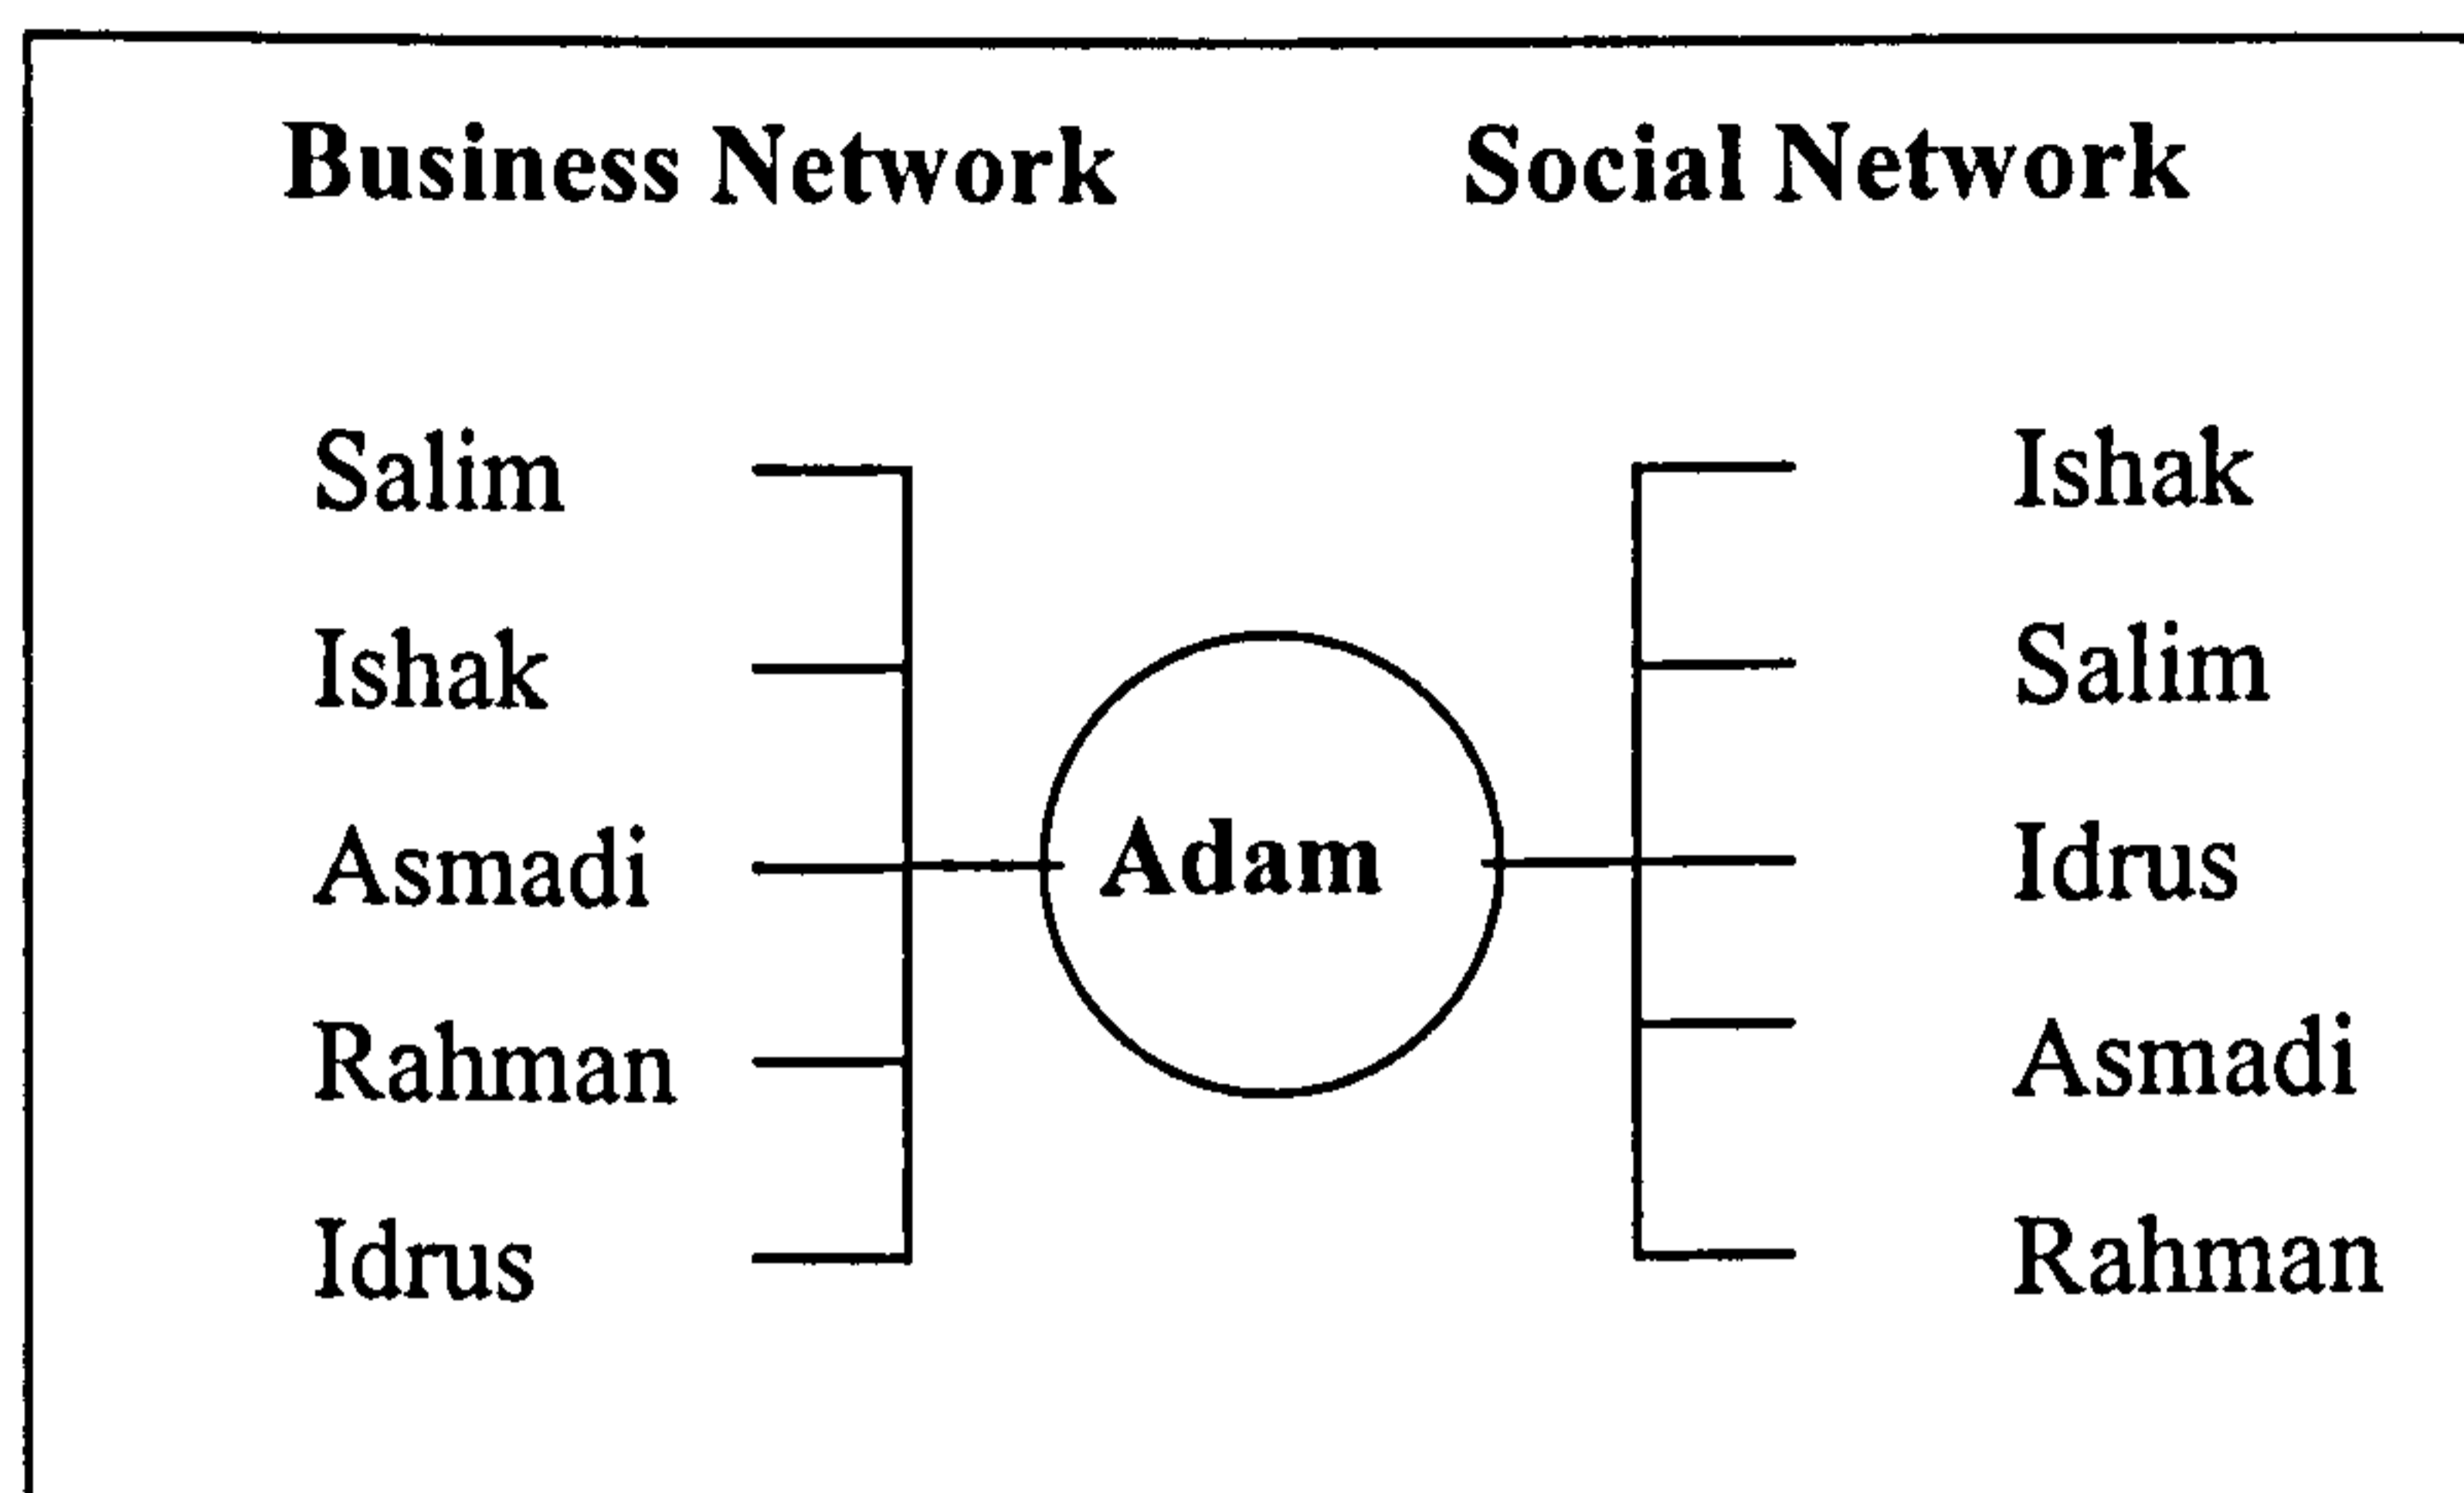 Business Network Social Network
Salim Ishak
Ishak Salim
Asmadi Adam Idrus
Rahman Asmadi
Idrus Rahman